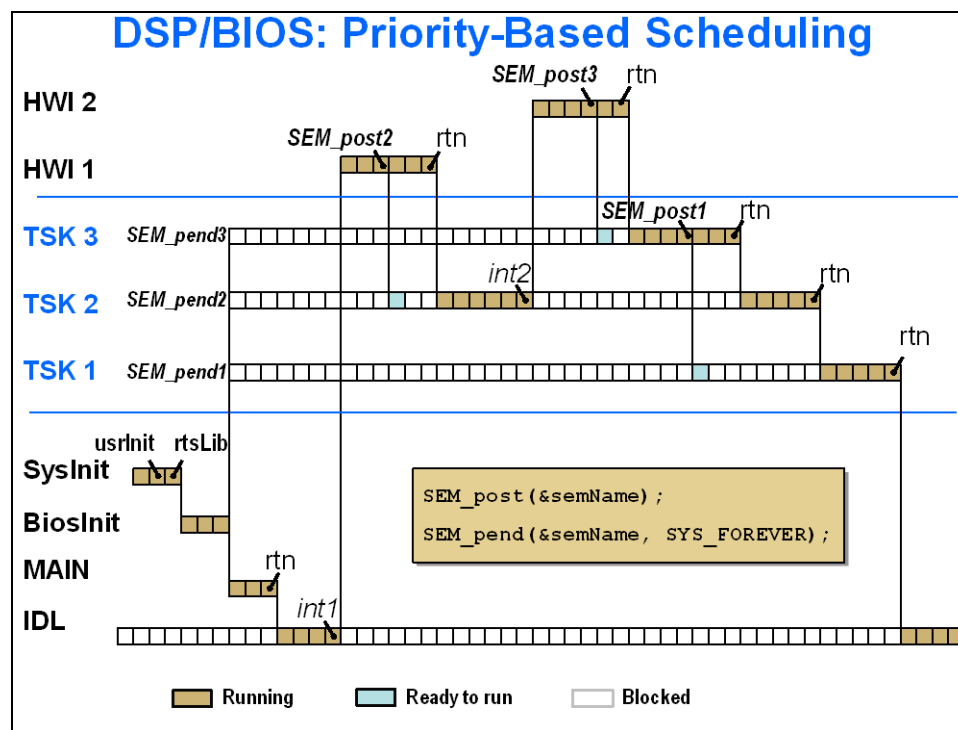 DSP/BIOS: Priority-Based Scheduling
SEM_post3 rtn
HWI 2
SEM_post2 rtn
HWI 1
SEM_post1 rtn
TSK 3 SEM_pend3
int2 rtn
TSK 2 SEM_pend2
rtn
TSK 1 SEM_pend1
usrInit rtsLib
SysInit
SEM_post(&semName);
BiosInit
SEM_pend(&semName, SYS_FOREVER);
MAIN rtn
int1
IDL
Running Ready to run Blocked